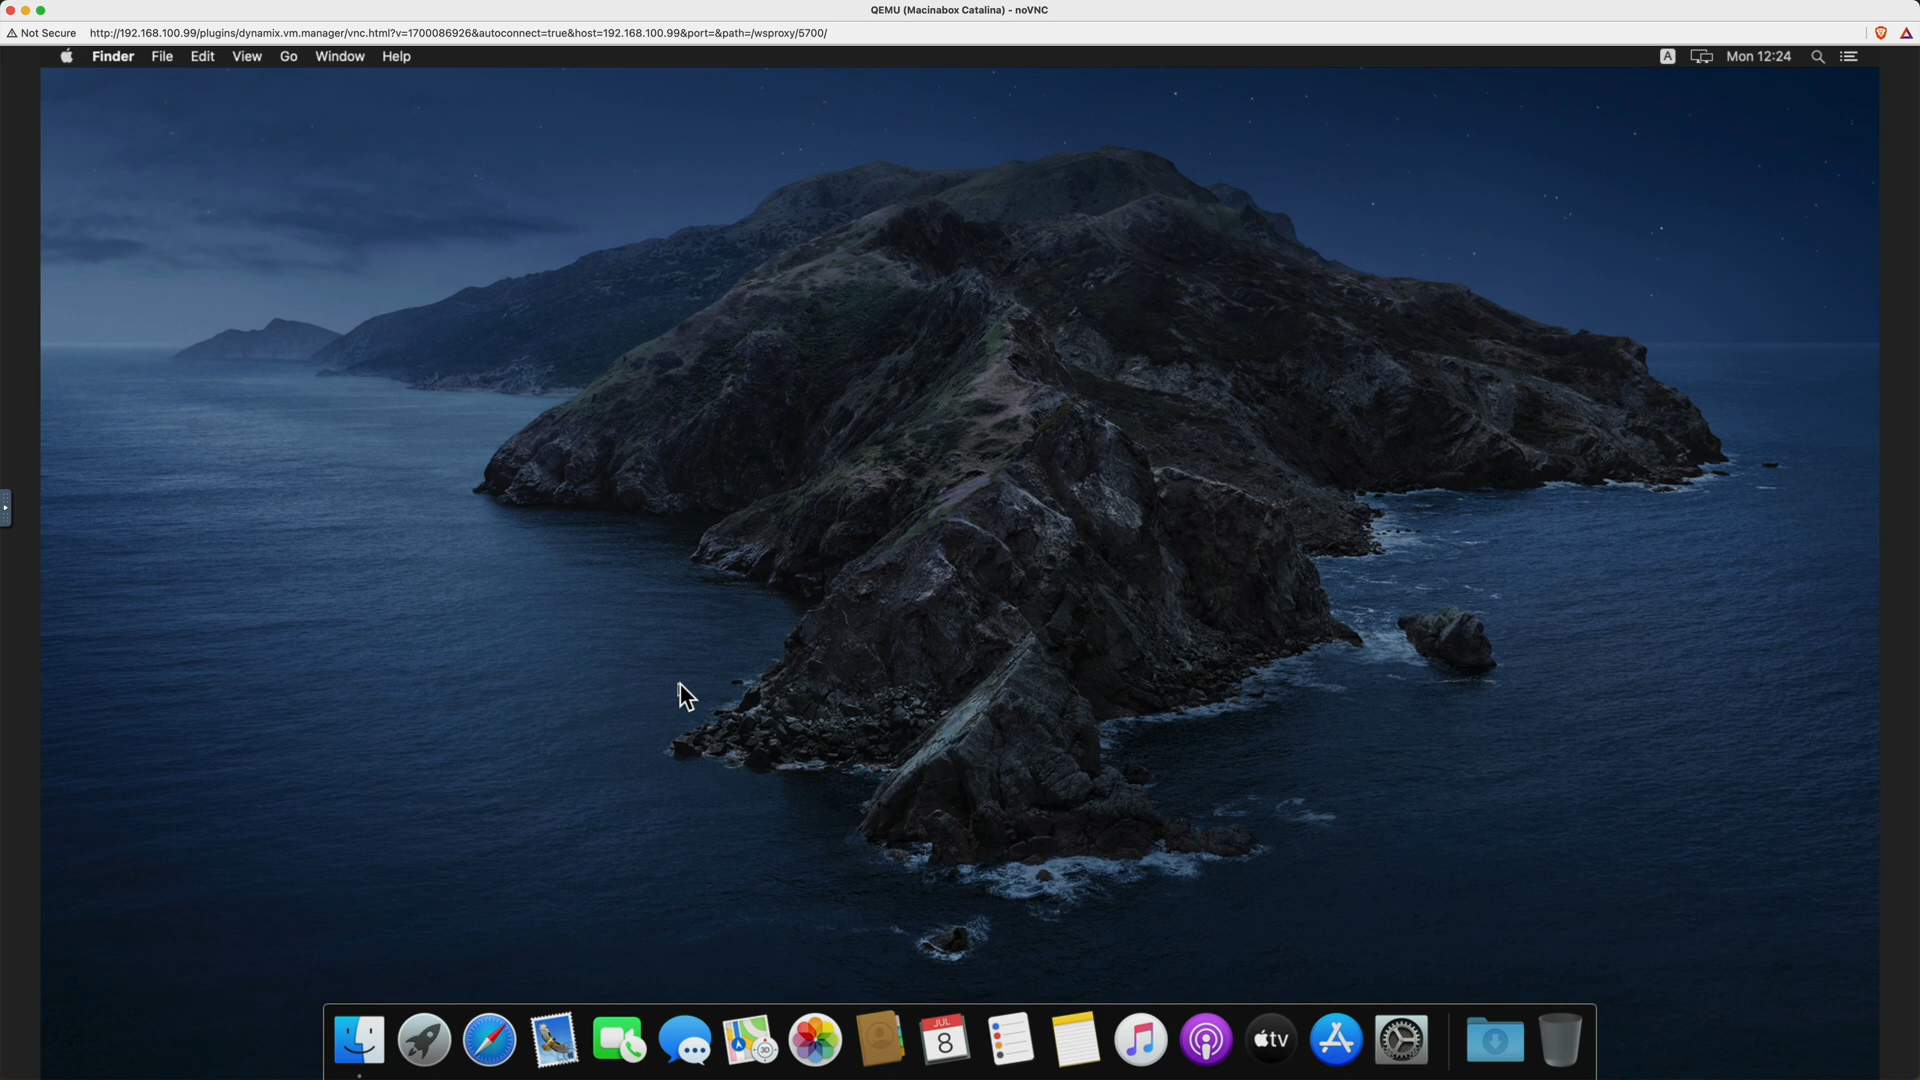 QEMU (Macinabox Catalina) - noVNC
Not Secure http://192.168.100.99/plugins/dynamix.vm.manager/vnc.html?v=1700086926&autoconnect=true&host=192.168.100.99&port=&path=/wsproxy/5700/
Finder File Edit View Go Window Help A Mon 12:24
JUL
8
3D
tv